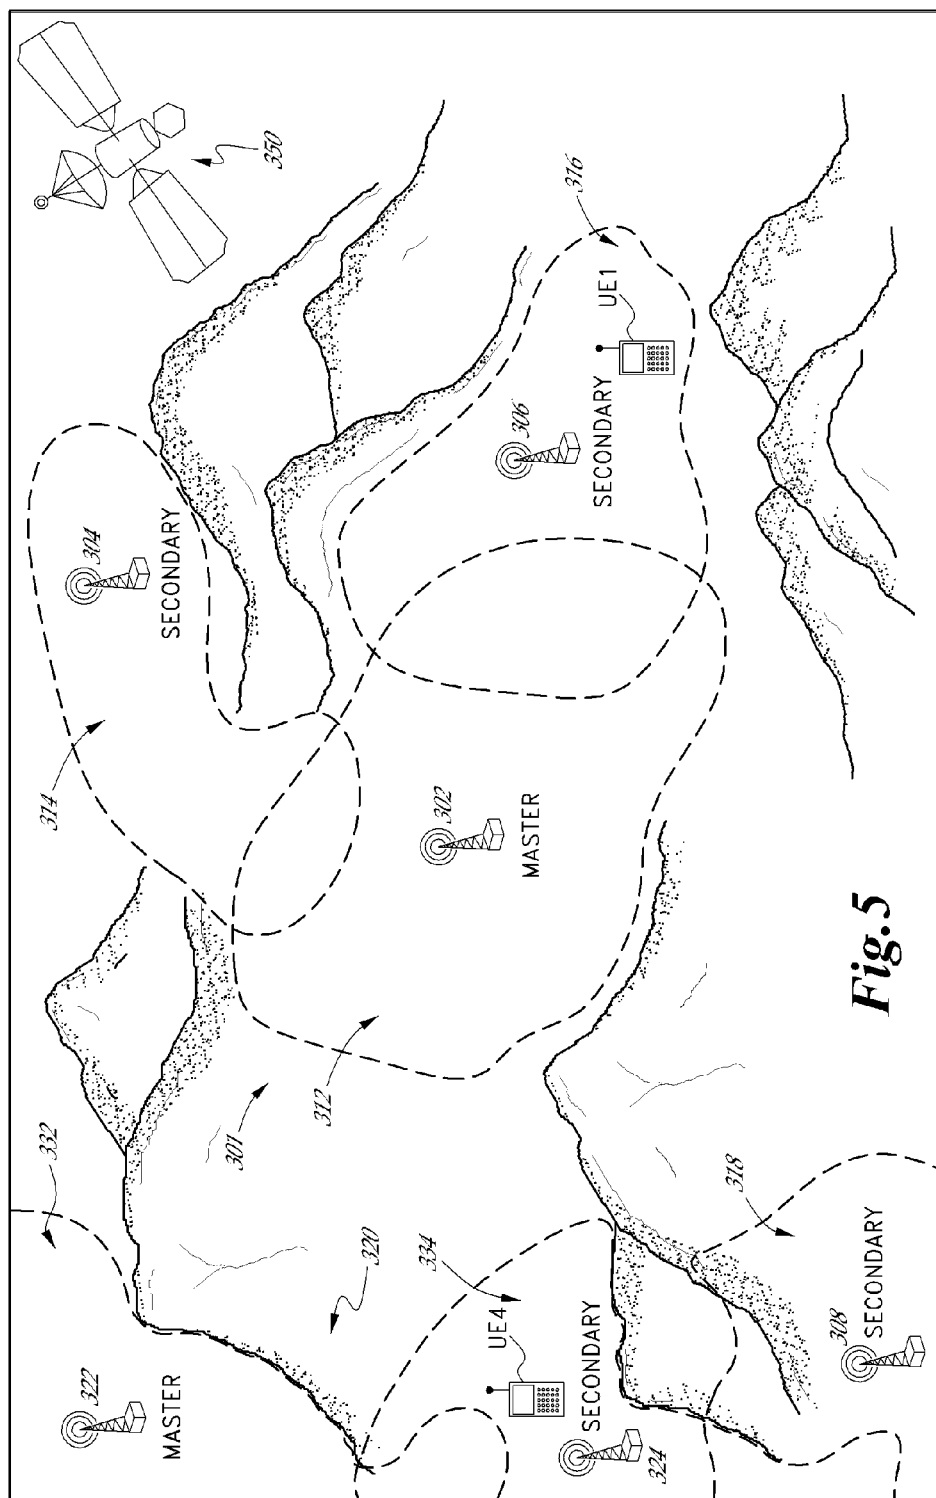 332
314
322
304
MASTER
SECONDARY
301
350
312
320
334
302
UE4
306
MASTER
316
SECONDARY
SECONDARY
UE1
324
318
308
SECONDARY
Fig.5